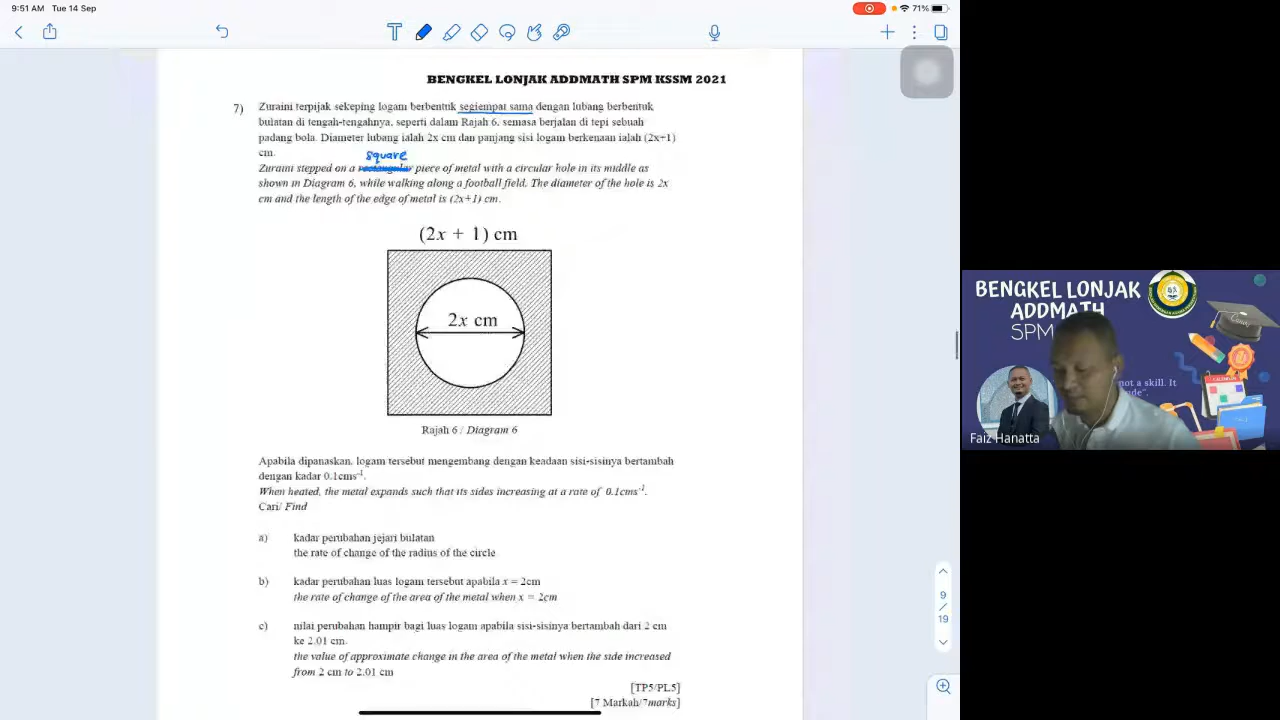 9:51 AM Tue 14 Sep
71%
BENGKEL LONJAK ADDMATH SPM KSSM 2021
7) Zuraini terpijak sekeping logam berbentuk segiempat sama dengan lubang berbentuk
bulatan di tengah-tengahnya, seperti dalam Rajah 6, semasa berjalan di tepi sebuah
padang bola. Diameter lubang ialah 2x cm dan panjang sisi logam berkenaan ialah (2x+1)
cm.
square
Zuraini stepped on a rectangular piece of metal with a circular hole in its middle as
shown in Diagram 6, while walking along a football field. The diameter of the hole is 2x
cm and the length of the edge of metal is (2x+1) cm.
(2x + 1) cm
2x cm
Rajah 6 / Diagram 6
Apabila dipanaskan, logam tersebut mengembang dengan keadaan sisi-sisinya bertambah
dengan kadar 0.1cms⁻¹.
When heated, the metal expands such that its sides increasing at a rate of 0.1cms⁻¹.
Cari/ Find
a) kadar perubahan jejari bulatan
the rate of change of the radius of the circle
b) kadar perubahan luas logam tersebut apabila x = 2cm
the rate of change of the area of the metal when x = 2cm
c) nilai perubahan hampir bagi luas logam apabila sisi-sisinya bertambah dari 2 cm
ke 2.01 cm.
the value of approximate change in the area of the metal when the side increased
from 2 cm to 2.01 cm
[TP5/PL5]
[7 Markah/7marks]
9
/
19
BENGKEL LONJAK
ADDMATH
SPM
not a skill. It
CALENDAR
Faiz Hanatta